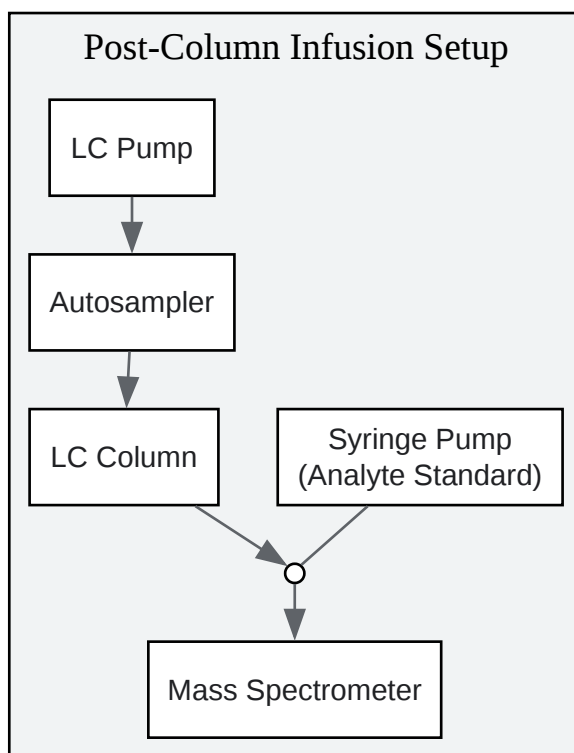 Post-Column Infusion Setup
LC Pump
Autosampler
LC Column
Syringe Pump
(Analyte Standard)
Mass Spectrometer